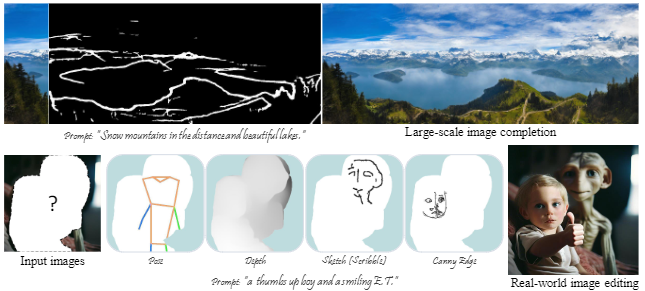 Prompt: "Snow mountains in the distance and beautiful lakes."
Large-scale image completion
?
Input images
Pose
Depth
Sketch (Scribble)
Canny Edge
Prompt: "a thumbs up boy and a smiling E.T."
Real-world image editing